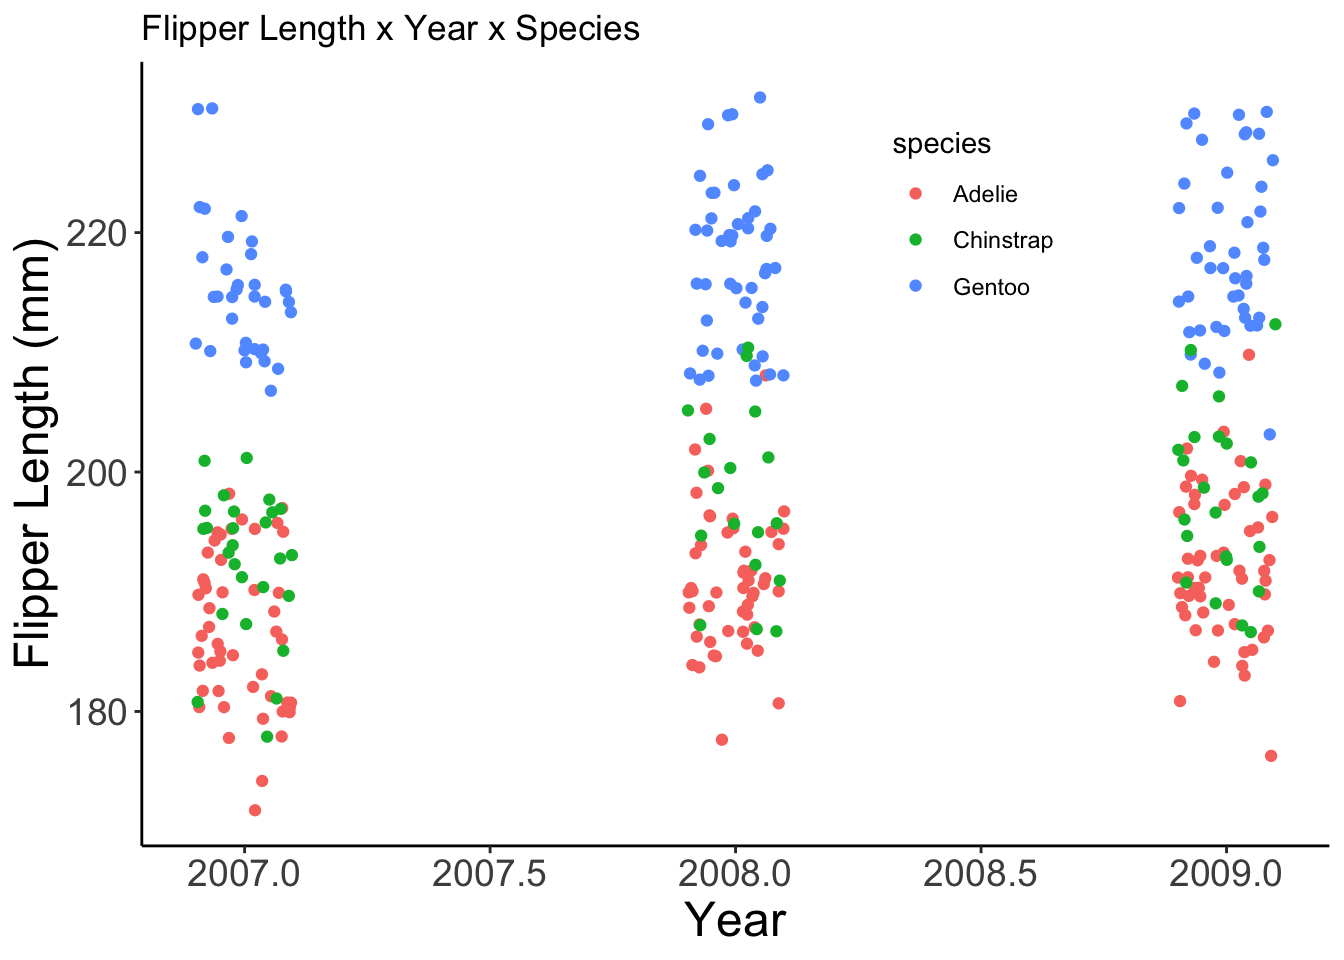 Flipper Length x Year x Species
Flipper Length (mm)
220
200
180
species
Adelie
Chinstrap
Gentoo
2007.0 2007.5 2008.0 2008.5 2009.0
Year